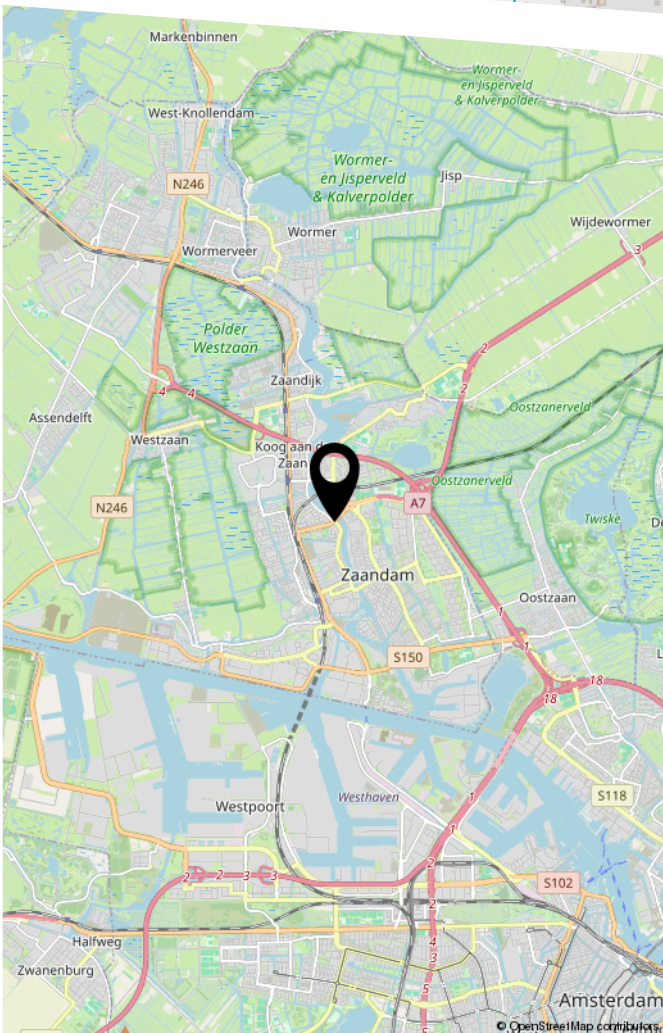 Markenbinnen
Wormer-
en Jisperveld
& Kalverpolder
West-Knollendam
Wormer-
en Jisperveld
& Kalverpolder
Jisp
N246
Wijdewormer
Wormer
Wormerveer
3
2
Polder
Westzaan
2
Zaandijk
4
4
Oostzanerveld
Assendelft
Westzaan
Koog aan d
Zaan
Oostzanerveld
A7
N246
Twiske
Zaandam
Oostzaan
1
1
S150
18
18
Westpoort
Westhaven
1
S118
1
2
2
2
3
3
S102
2
4
3
Halfweg
Zwanenburg
5
Amsterdam
© OpenStreetMap contributors